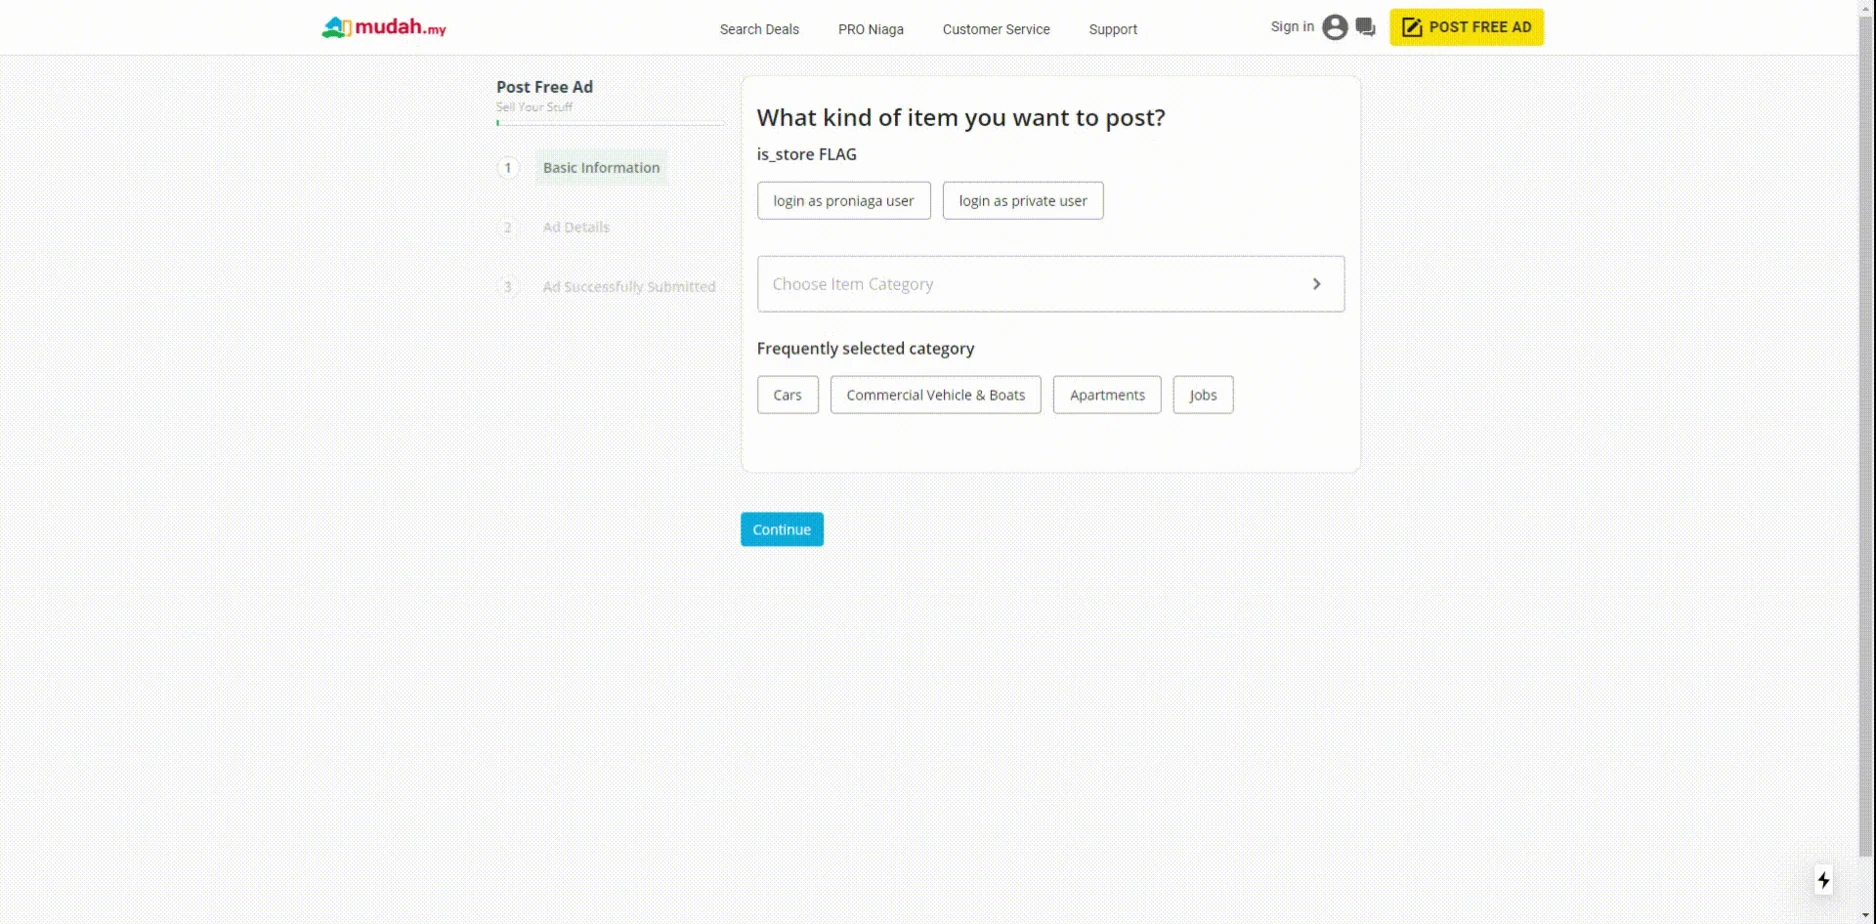 mudah.my
Search Deals
PRO Niaga
Customer Service
Support
Sign in
POST FREE AD
Post Free Ad
Sell Your Stuff
1
Basic Information
2
Ad Details
3
Ad Successfully Submitted
What kind of item you want to post?
is_store FLAG
login as proniaga user
login as private user
Choose Item Category
Frequently selected category
Cars
Commercial Vehicle & Boats
Apartments
Jobs
Continue